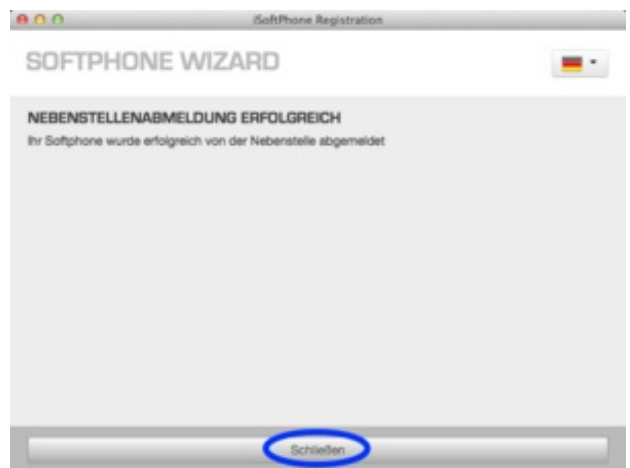 iSoftPhone Registration
SOFTPHONE WIZARD
NEBENSTELLENABMELDUNG ERFOLGREICH
Ihr Softphone wurde erfolgreich von der Nebenstelle abgemeldet
Schließen